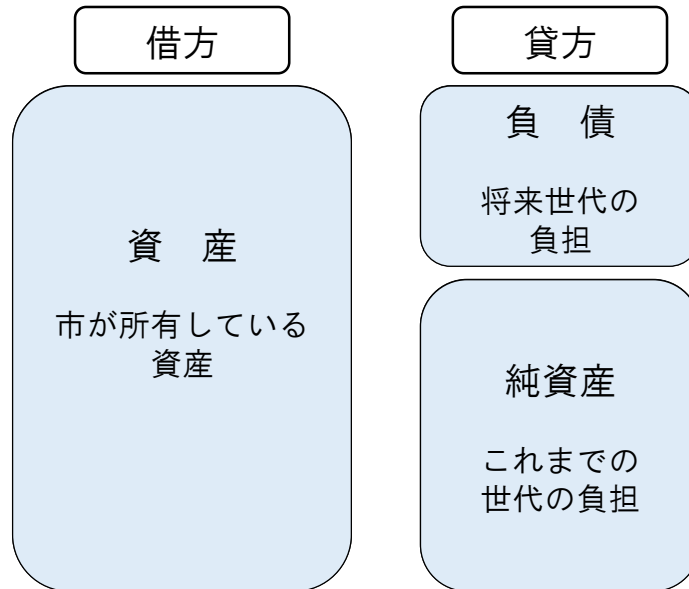 借方
資　産
市が所有している
資産
貸方
負　債
将来世代の
負担
純資産
これまでの
世代の負担